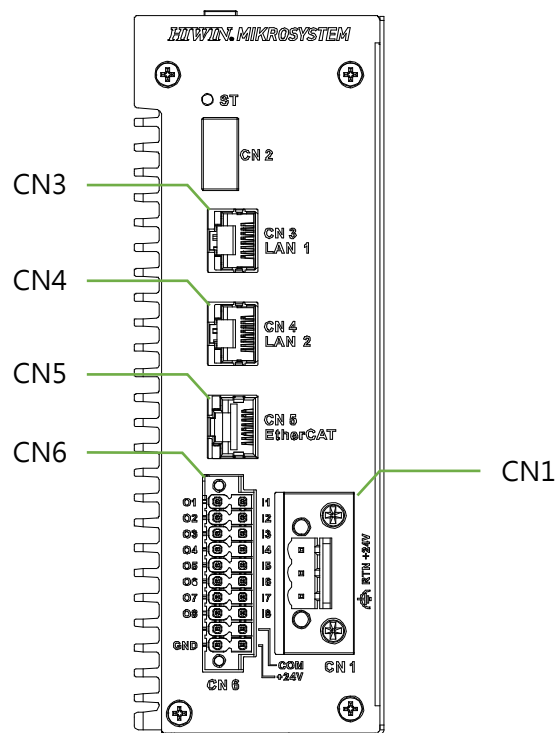 HIWIN. MIKROSYSTEM
ST
CN 2
CN3
CN 3
LAN 1
CN4
CN 4
LAN 2
CN5
CN 5
EtherCAT
CN6
CN1
O1 I1
O2 I2
O3 I3
O4 I4
O5 I5
O6 I6
O7 I7
O8 I8
GND
COM
+24V
CN 6
RTN +24V
CN 1